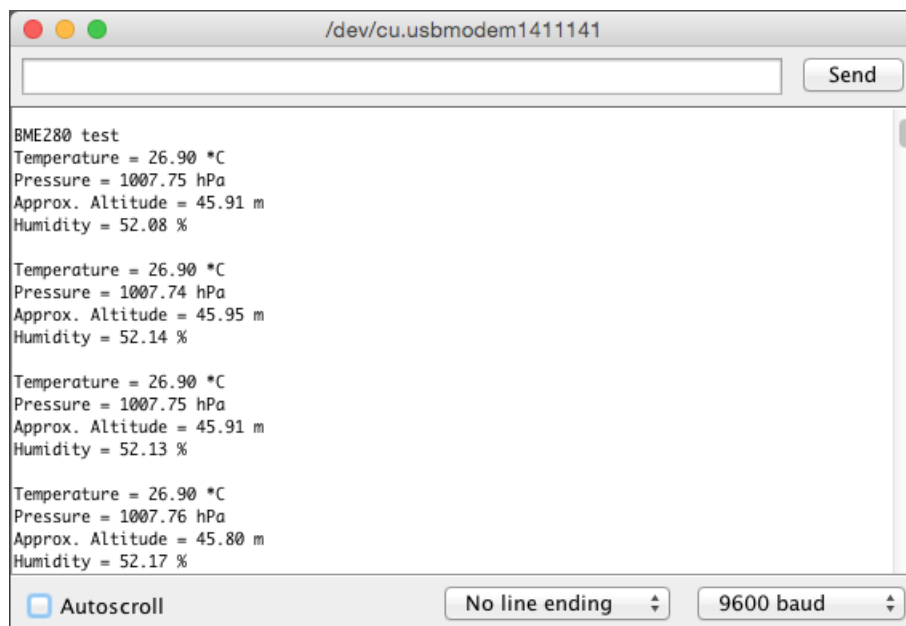 /dev/cu.usbmodem1411141
Send
BME280 test
Temperature = 26.90 *C
Pressure = 1007.75 hPa
Approx. Altitude = 45.91 m
Humidity = 52.08 %
Temperature = 26.90 *C
Pressure = 1007.74 hPa
Approx. Altitude = 45.95 m
Humidity = 52.14 %
Temperature = 26.90 *C
Pressure = 1007.75 hPa
Approx. Altitude = 45.91 m
Humidity = 52.13 %
Temperature = 26.90 *C
Pressure = 1007.76 hPa
Approx. Altitude = 45.80 m
Humidity = 52.17 %
Autoscroll No line ending 9600 baud